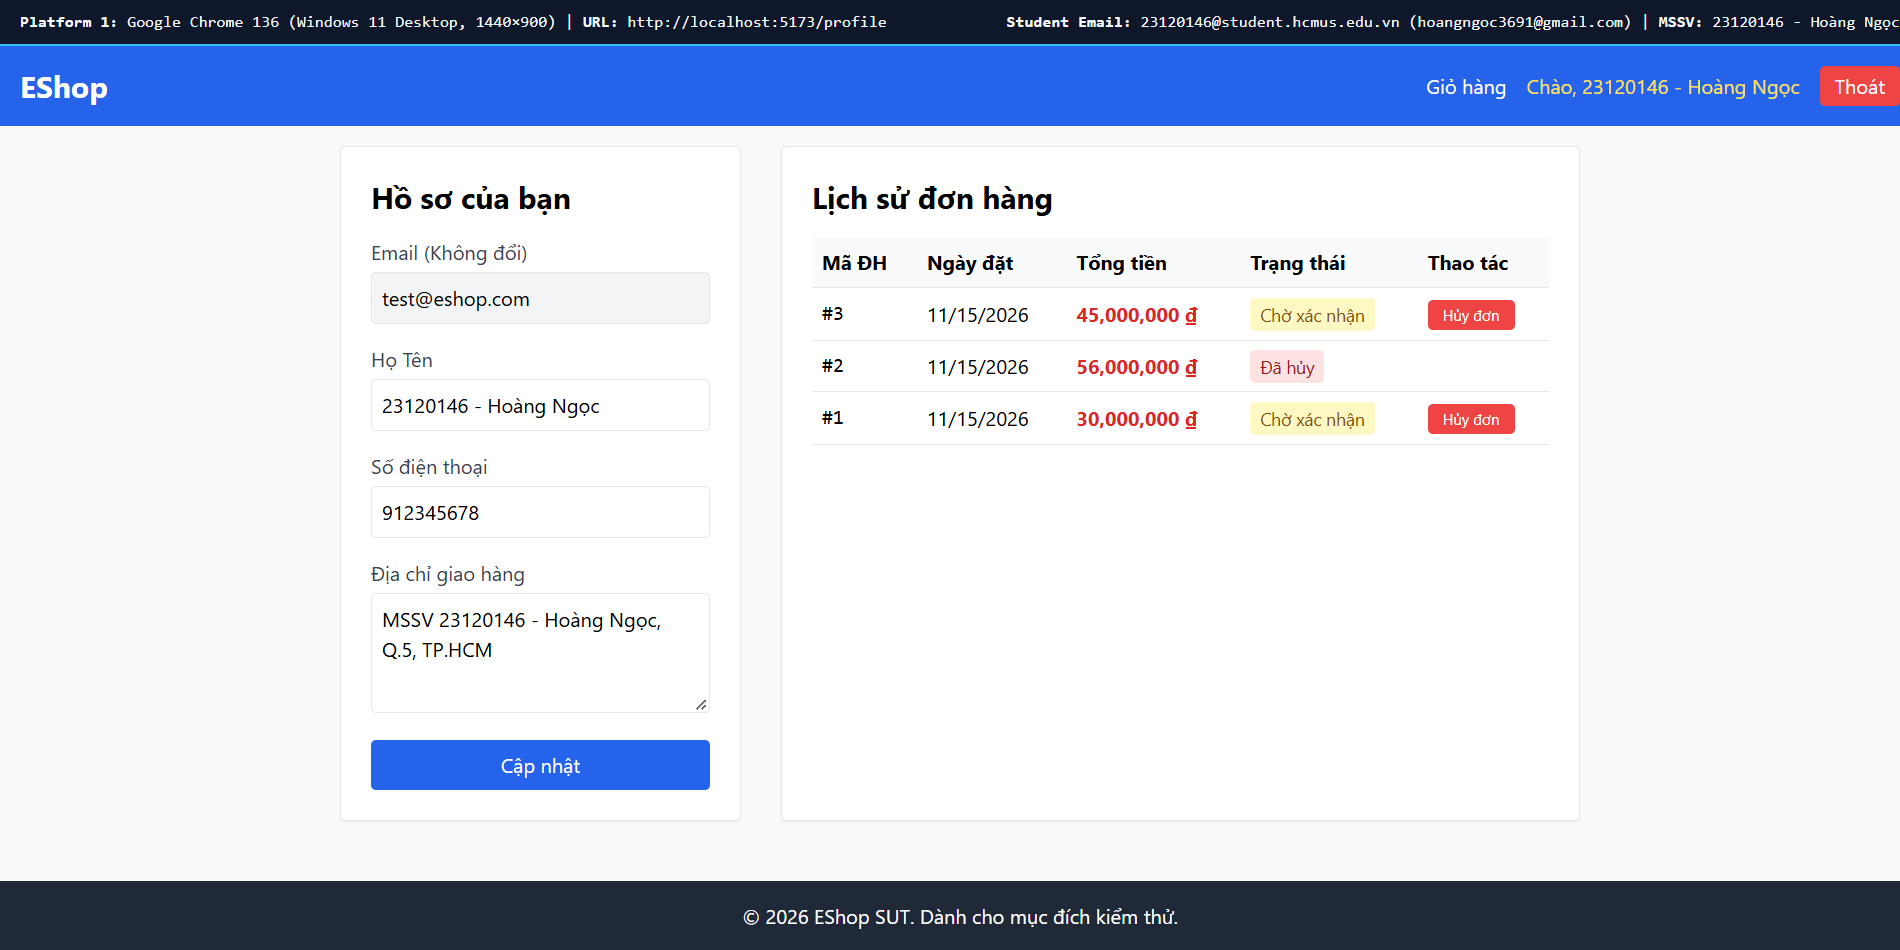 Platform 1: Google Chrome 136 (Windows 11 Desktop, 1440×900) | URL: http://localhost:5173/profile
Student Email: 23120146@student.hcmus.edu.vn (hoangngoc3691@gmail.com) | MSSV: 23120146 - Hoàng Ngọc
EShop
Giỏ hàng
Chào, 23120146 - Hoàng Ngọc
Thoát
Hồ sơ của bạn
Email (Không đổi)
test@eshop.com
Họ Tên
23120146 - Hoàng Ngọc
Số điện thoại
912345678
Địa chỉ giao hàng
MSSV 23120146 - Hoàng Ngọc,
Q.5, TP.HCM
Cập nhật
Lịch sử đơn hàng
Mã ĐH Ngày đặt Tổng tiền Trạng thái Thao tác
#3 11/15/2026 45,000,000 ₫ Chờ xác nhận Hủy đơn
#2 11/15/2026 56,000,000 ₫ Đã hủy
#1 11/15/2026 30,000,000 ₫ Chờ xác nhận Hủy đơn
© 2026 EShop SUT. Dành cho mục đích kiểm thử.